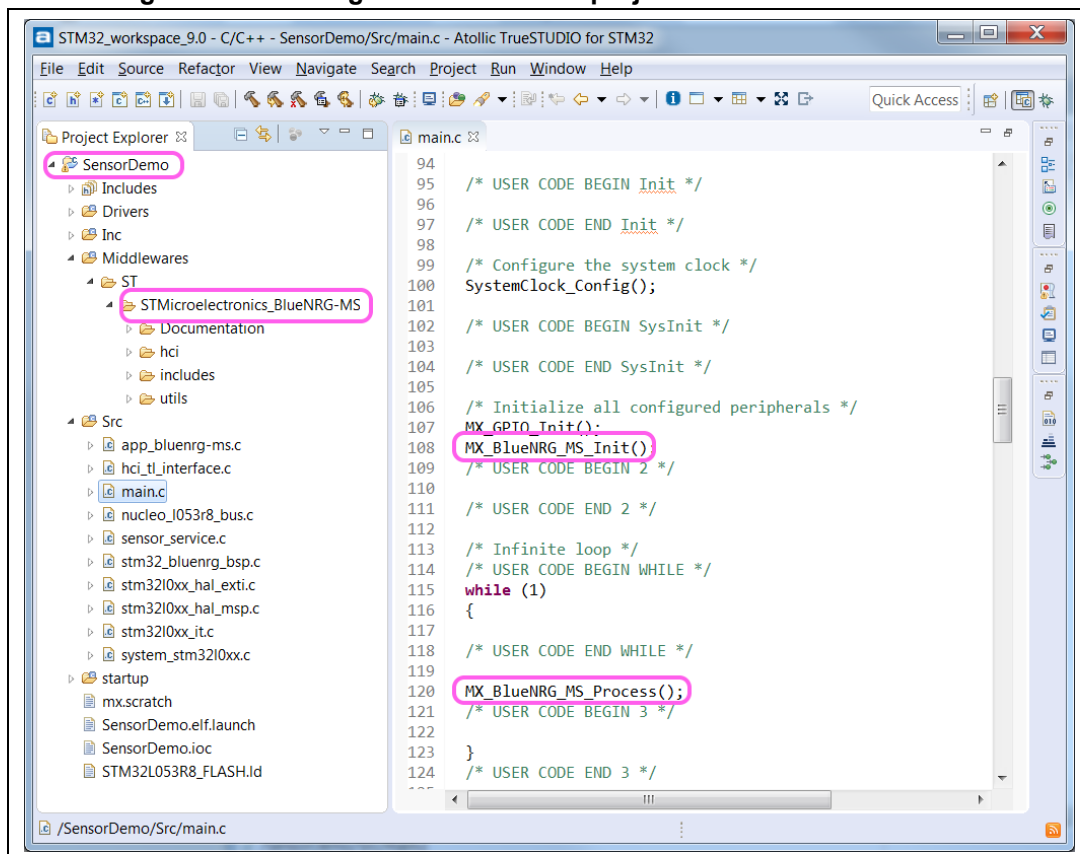 STM32_workspace_9.0 - C/C++ - SensorDemo/Src/main.c - Atollic TrueSTUDIO for STM32
File Edit Source Refactor View Navigate Search Project Run Window Help
Quick Access
Project Explorer
SensorDemo
Includes
Drivers
Inc
Middlewares
ST
STMicroelectronics_BlueNRG-MS
Documentation
hci
includes
utils
Src
app_bluenrg-ms.c
hci_tl_interface.c
main.c
nucleo_l053r8_bus.c
sensor_service.c
stm32_bluenrg_bsp.c
stm32l0xx_hal_exti.c
stm32l0xx_hal_msp.c
stm32l0xx_it.c
system_stm32l0xx.c
startup
mx.scratch
SensorDemo.elf.launch
SensorDemo.ioc
STM32L053R8_FLASH.ld
main.c
94
95 /* USER CODE BEGIN Init */
96
97 /* USER CODE END Init */
98
99 /* Configure the system clock */
100 SystemClock_Config();
101
102 /* USER CODE BEGIN SysInit */
103
104 /* USER CODE END SysInit */
105
106 /* Initialize all configured peripherals */
107 MX_GPIO_Init();
108 MX_BlueNRG_MS_Init();
109 /* USER CODE BEGIN 2 */
110
111 /* USER CODE END 2 */
112
113 /* Infinite loop */
114 /* USER CODE BEGIN WHILE */
115 while (1)
116 {
117
118 /* USER CODE END WHILE */
119
120 MX_BlueNRG_MS_Process();
121 /* USER CODE BEGIN 3 */
122
123 }
124 /* USER CODE END 3 */
/SensorDemo/Src/main.c